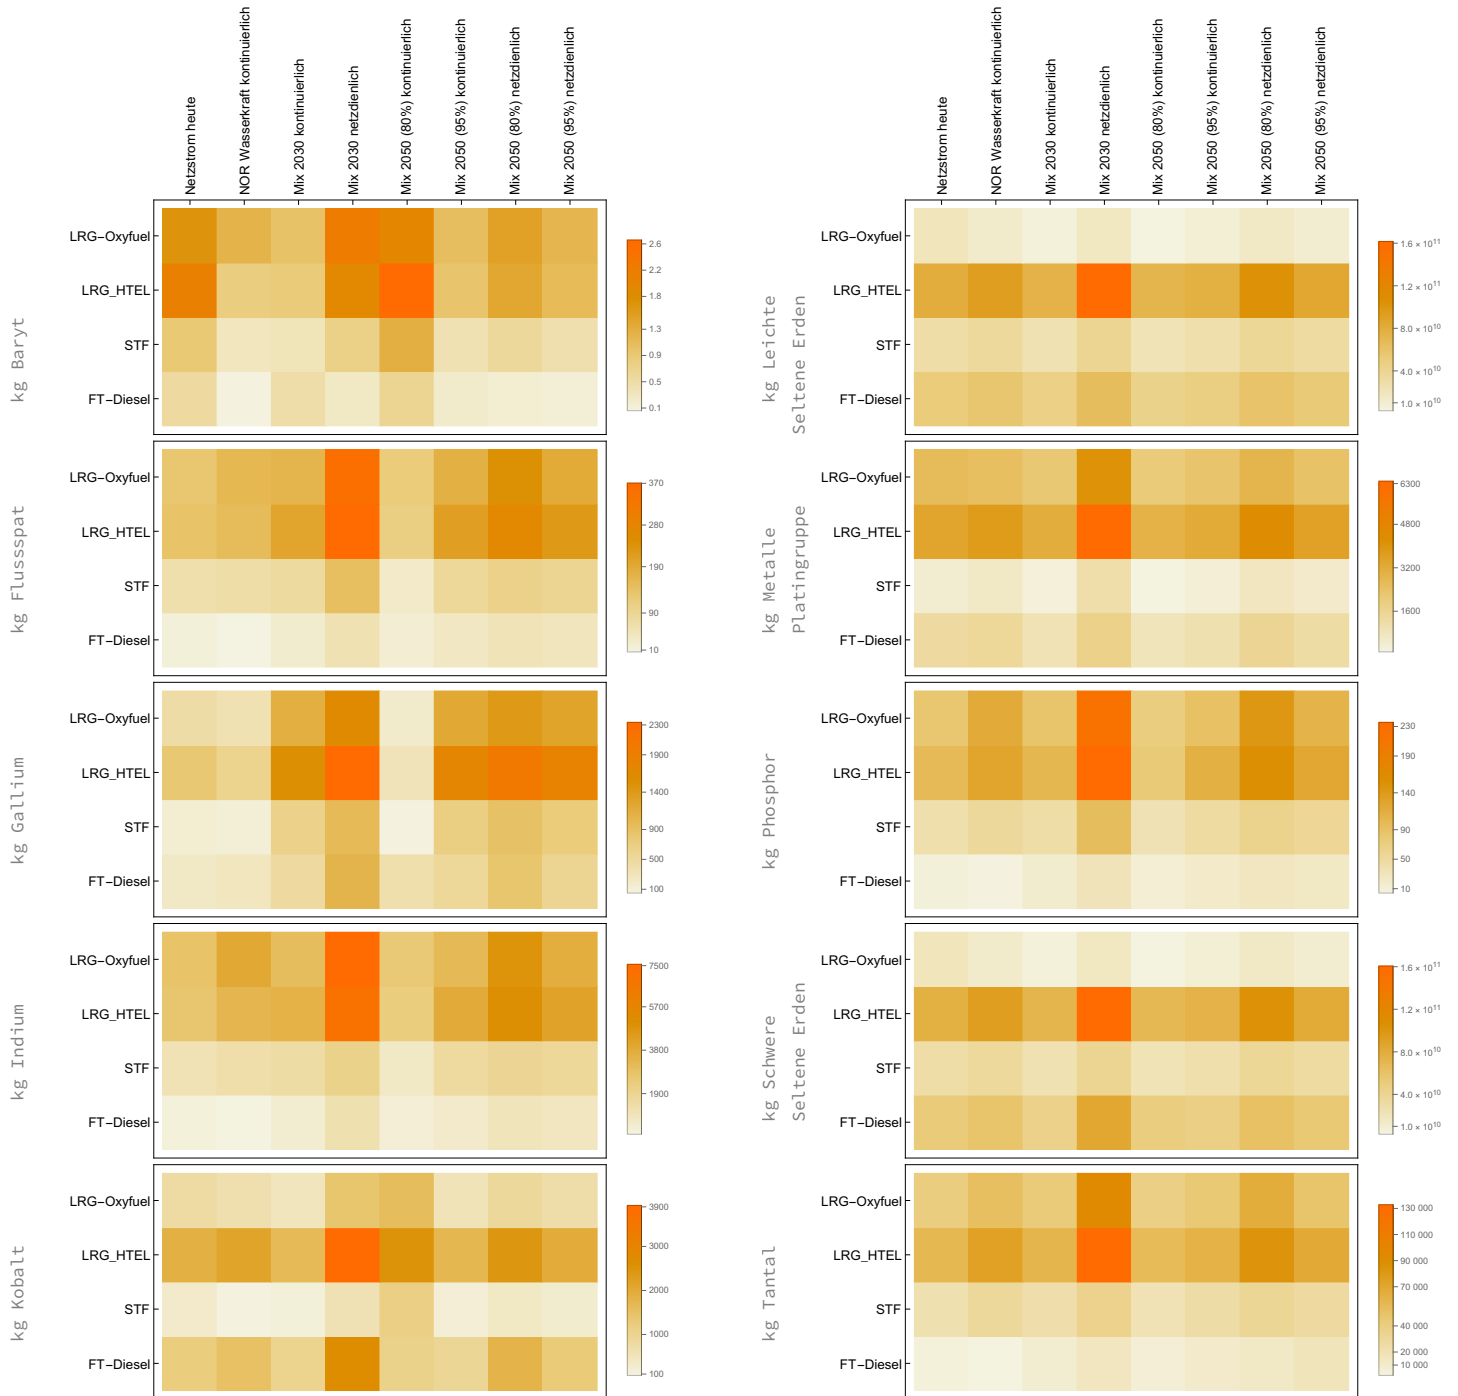 Netzstrom heute
NOR Wasserkraft kontinuierlich
Mix 2030 kontinuierlich
Mix 2030 netzdienlich
Mix 2050 (80%) kontinuierlich
Mix 2050 (95%) kontinuierlich
Mix 2050 (80%) netzdienlich
Mix 2050 (95%) netzdienlich
kg Baryt
LRG-Oxyfuel
LRG_HTEL
STF
FT-Diesel
2.6
2.2
1.8
1.3
0.9
0.5
0.1
kg Flussspat
LRG-Oxyfuel
LRG_HTEL
STF
FT-Diesel
370
280
190
90
10
kg Gallium
LRG-Oxyfuel
LRG_HTEL
STF
FT-Diesel
2300
1900
1400
900
500
100
kg Indium
LRG-Oxyfuel
LRG_HTEL
STF
FT-Diesel
7500
5700
3800
1900
kg Kobalt
LRG-Oxyfuel
LRG_HTEL
STF
FT-Diesel
3900
3000
2000
1000
100
Netzstrom heute
NOR Wasserkraft kontinuierlich
Mix 2030 kontinuierlich
Mix 2030 netzdienlich
Mix 2050 (80%) kontinuierlich
Mix 2050 (95%) kontinuierlich
Mix 2050 (80%) netzdienlich
Mix 2050 (95%) netzdienlich
kg Leichte
Seltene Erden
LRG-Oxyfuel
LRG_HTEL
STF
FT-Diesel
1.6 × 10¹¹
1.2 × 10¹¹
8.0 × 10¹⁰
4.0 × 10¹⁰
1.0 × 10¹⁰
kg Metalle
Platingruppe
LRG-Oxyfuel
LRG_HTEL
STF
FT-Diesel
6300
4800
3200
1600
kg Phosphor
LRG-Oxyfuel
LRG_HTEL
STF
FT-Diesel
230
190
140
90
50
10
kg Schwere
Seltene Erden
LRG-Oxyfuel
LRG_HTEL
STF
FT-Diesel
1.6 × 10¹¹
1.2 × 10¹¹
8.0 × 10¹⁰
4.0 × 10¹⁰
1.0 × 10¹⁰
kg Tantal
LRG-Oxyfuel
LRG_HTEL
STF
FT-Diesel
130 000
110 000
90 000
70 000
40 000
20 000
10 000